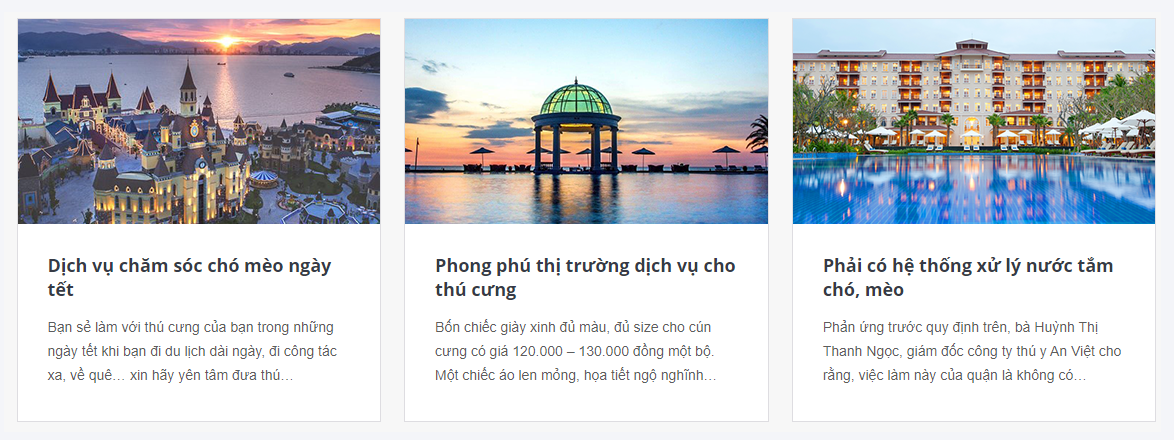 Dịch vụ chăm sóc chó mèo ngày
tết
Bạn sẻ làm với thú cưng của bạn trong những
ngày tết khi bạn đi du lịch dài ngày, đi công tác
xa, về quê… xin hãy yên tâm đưa thú…
Phong phú thị trường dịch vụ cho
thú cưng
Bốn chiếc giày xinh đủ màu, đủ size cho cún
cưng có giá 120.000 – 130.000 đồng một bộ.
Một chiếc áo len mỏng, họa tiết ngộ nghĩnh…
Phải có hệ thống xử lý nước tắm
chó, mèo
Phản ứng trước quy định trên, bà Huỳnh Thị
Thanh Ngọc, giám đốc công ty thú y An Việt cho
rằng, việc làm này của quận là không có…